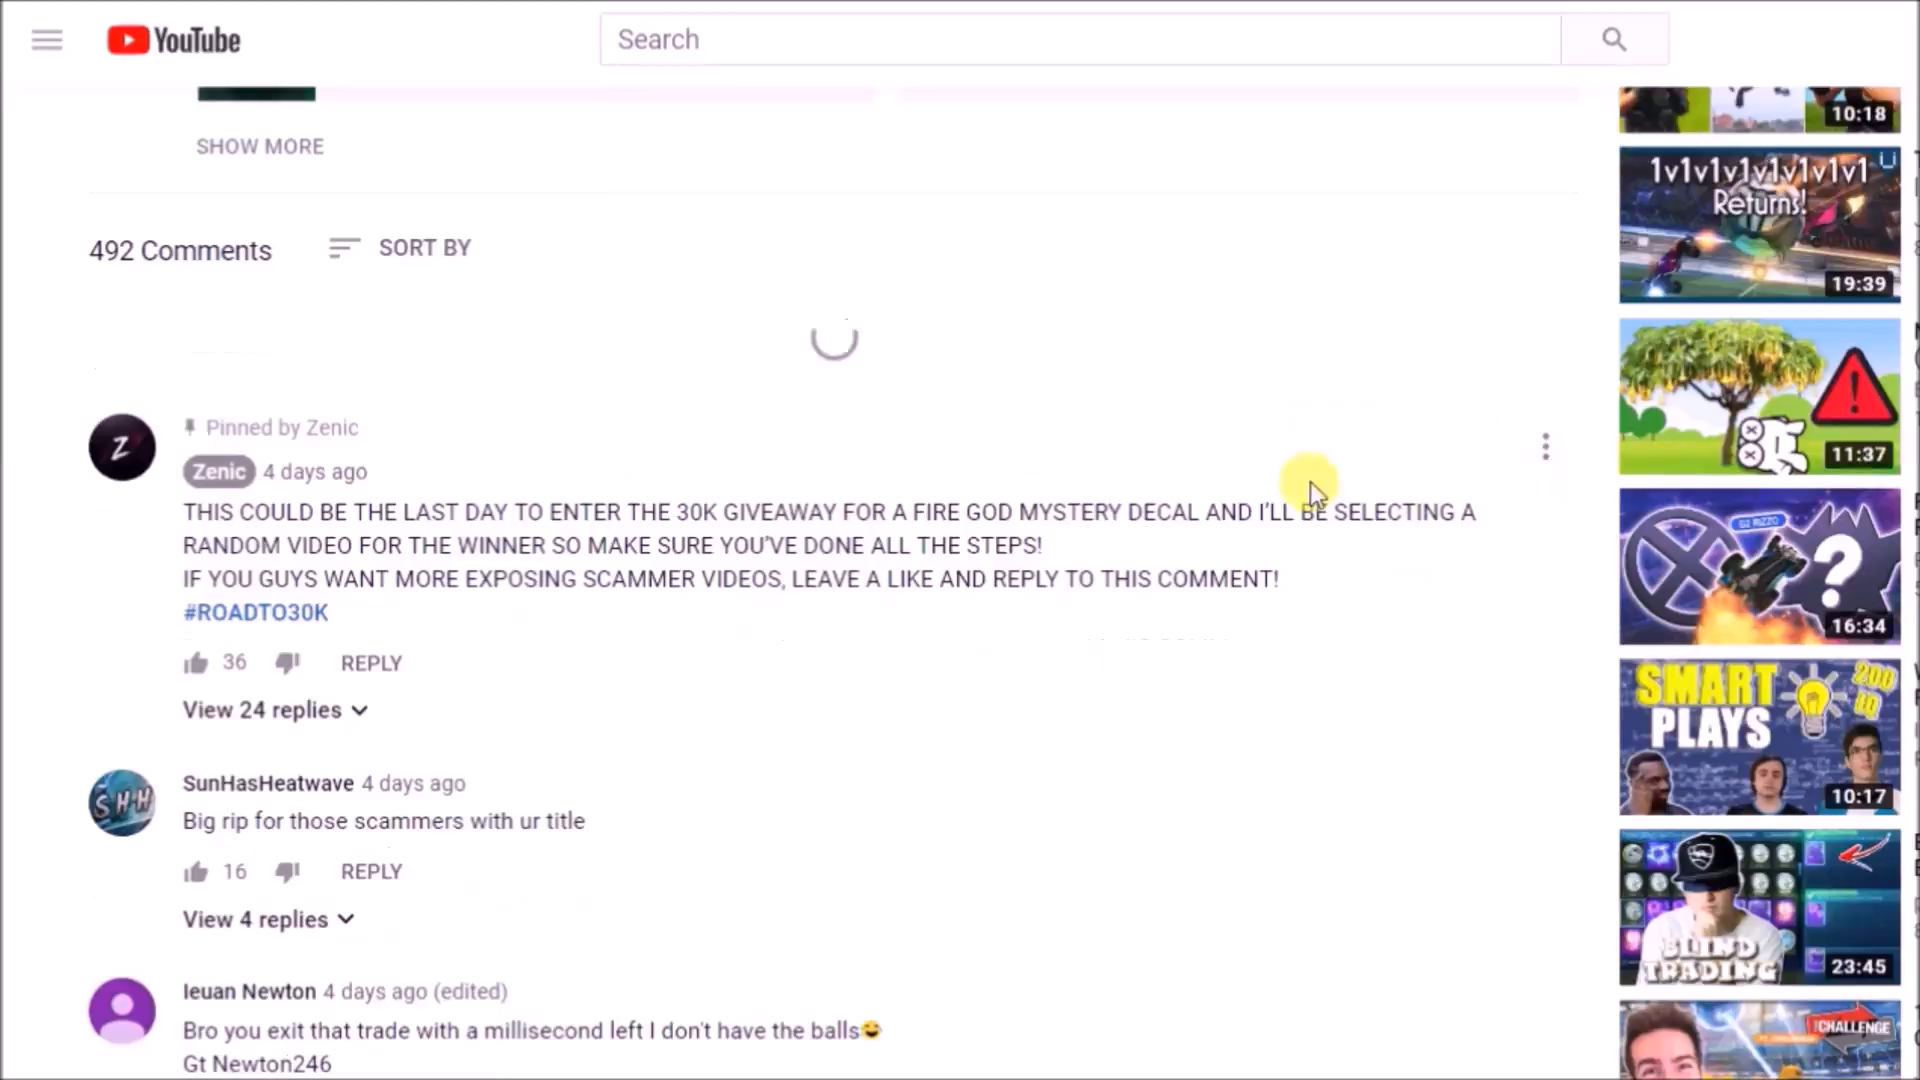 YouTube
Search
10:18
SHOW MORE
1v1v1v1v1v1v1v1
Returns!
19:39
492 Comments
SORT BY
11:37
Pinned by Zenic
Z
Zenic 4 days ago
THIS COULD BE THE LAST DAY TO ENTER THE 30K GIVEAWAY FOR A FIRE GOD MYSTERY DECAL AND I'LL BE SELECTING A
RANDOM VIDEO FOR THE WINNER SO MAKE SURE YOU'VE DONE ALL THE STEPS!
IF YOU GUYS WANT MORE EXPOSING SCAMMER VIDEOS, LEAVE A LIKE AND REPLY TO THIS COMMENT!
#ROADTO30K
G2 RIZZO
?
16:34
36 REPLY
View 24 replies
SMART
PLAYS
200
IQ
10:17
SunHasHeatwave 4 days ago
SHH
Big rip for those scammers with ur title
16 REPLY
View 4 replies
BLIND
TRADING
23:45
Ieuan Newton 4 days ago (edited)
Bro you exit that trade with a millisecond left I don't have the balls😂
Gt Newton246
CHALLENGE